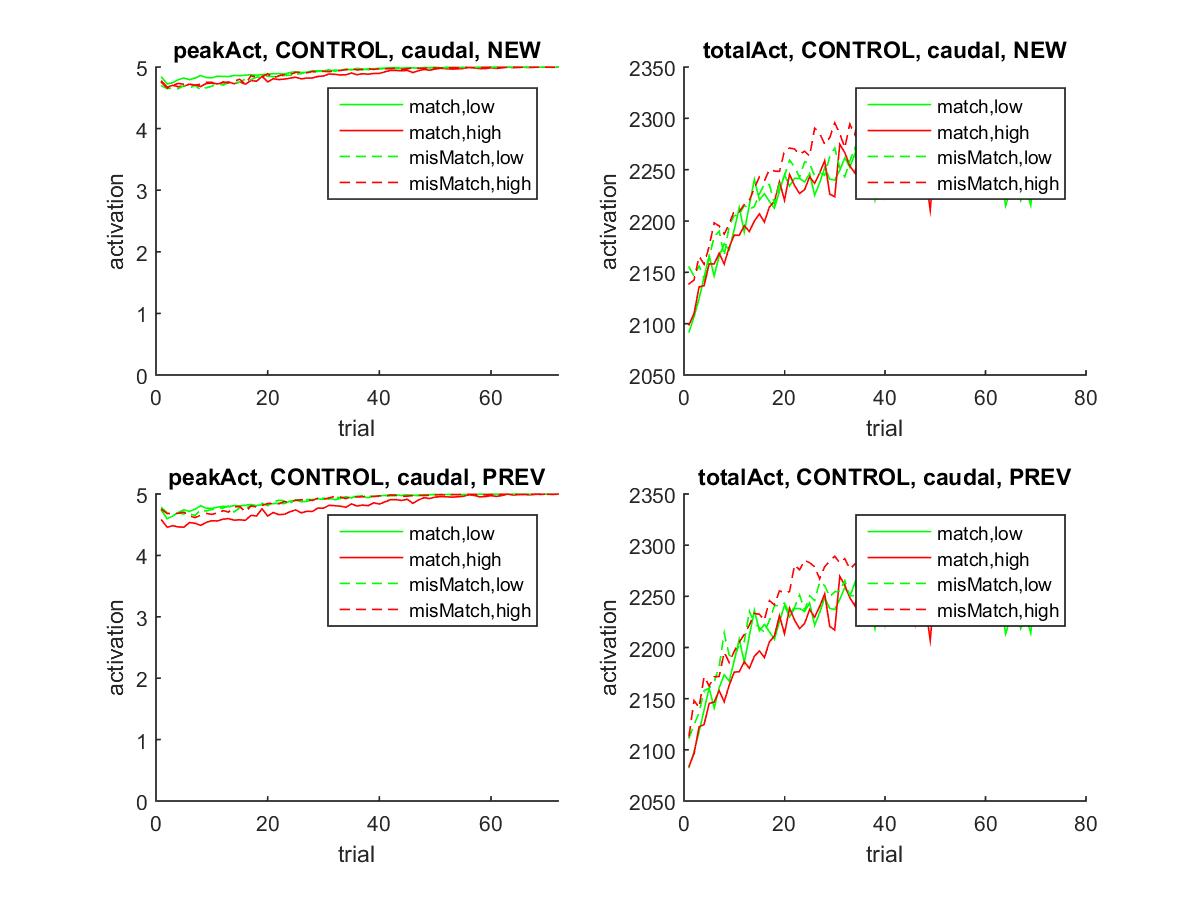 peakAct, CONTROL, caudal, NEW
5
4
3
2
1
0
activation
0 20 40 60
trial
match,low
match,high
misMatch,low
misMatch,high
totalAct, CONTROL, caudal, NEW
2350
2300
2250
2200
2150
2100
2050
activation
0 20 40 60 80
trial
match,low
match,high
misMatch,low
misMatch,high
peakAct, CONTROL, caudal, PREV
5
4
3
2
1
0
activation
0 20 40 60
trial
match,low
match,high
misMatch,low
misMatch,high
totalAct, CONTROL, caudal, PREV
2350
2300
2250
2200
2150
2100
2050
activation
0 20 40 60 80
trial
match,low
match,high
misMatch,low
misMatch,high